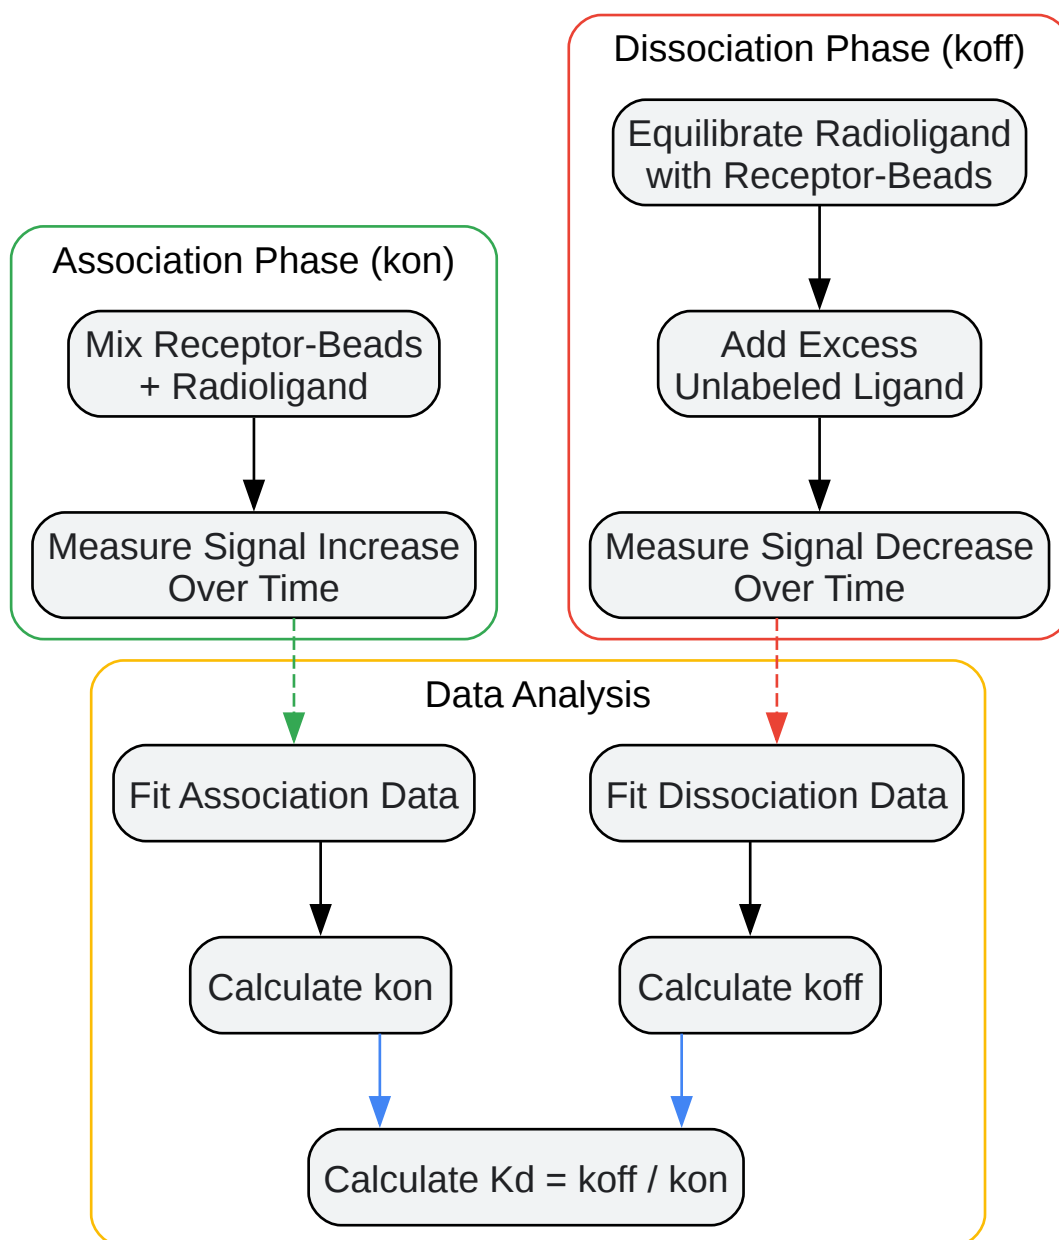 Dissociation Phase (koff)
Equilibrate Radioligand
with Receptor-Beads
Add Excess
Unlabeled Ligand
Measure Signal Decrease
Over Time
Association Phase (kon)
Mix Receptor-Beads
+ Radioligand
Measure Signal Increase
Over Time
Data Analysis
Fit Association Data
Fit Dissociation Data
Calculate kon
Calculate koff
Calculate Kd = koff / kon